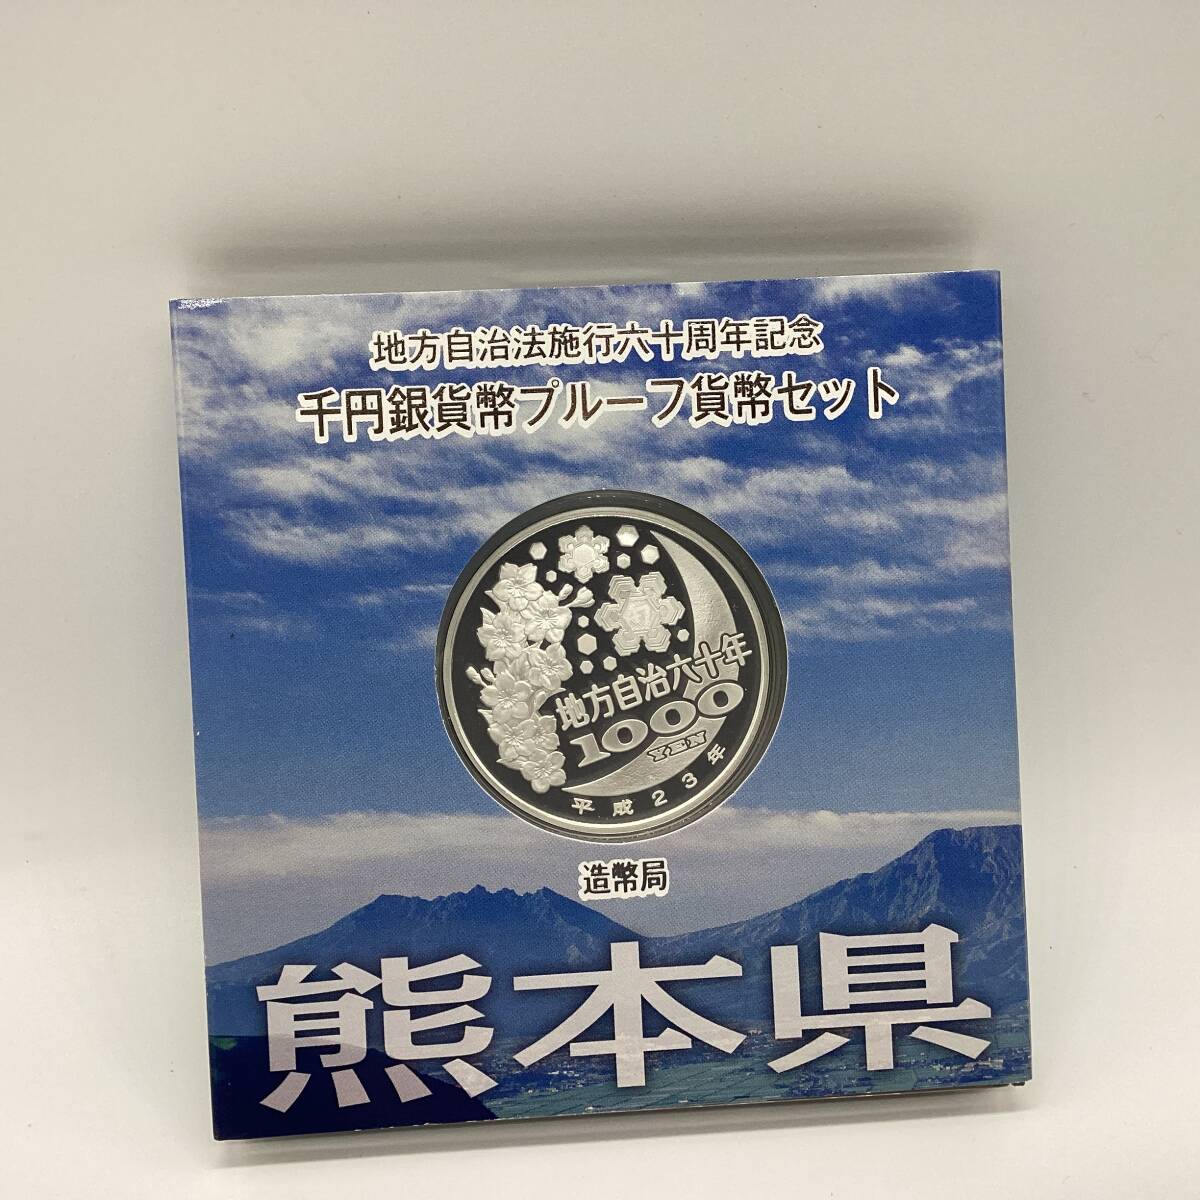 地方自治法施行六十周年記念
千円銀貨幣プルーフ貨幣セット
地方自治六十年
1000
YEN
平成23年
造幣局
熊本県